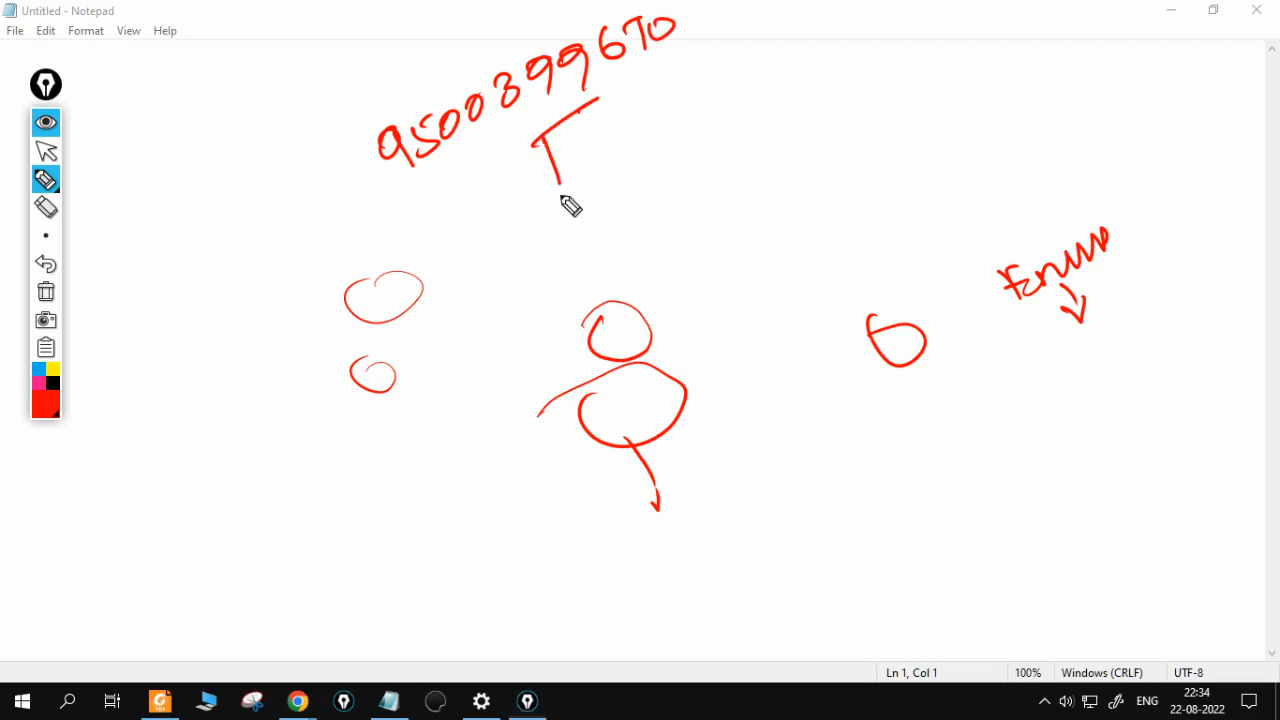 Untitled - Notepad
File Edit Format View Help
9500399670
Ln 1, Col 1 100% Windows (CRLF) UTF-8
ENG
22:34
22-08-2022